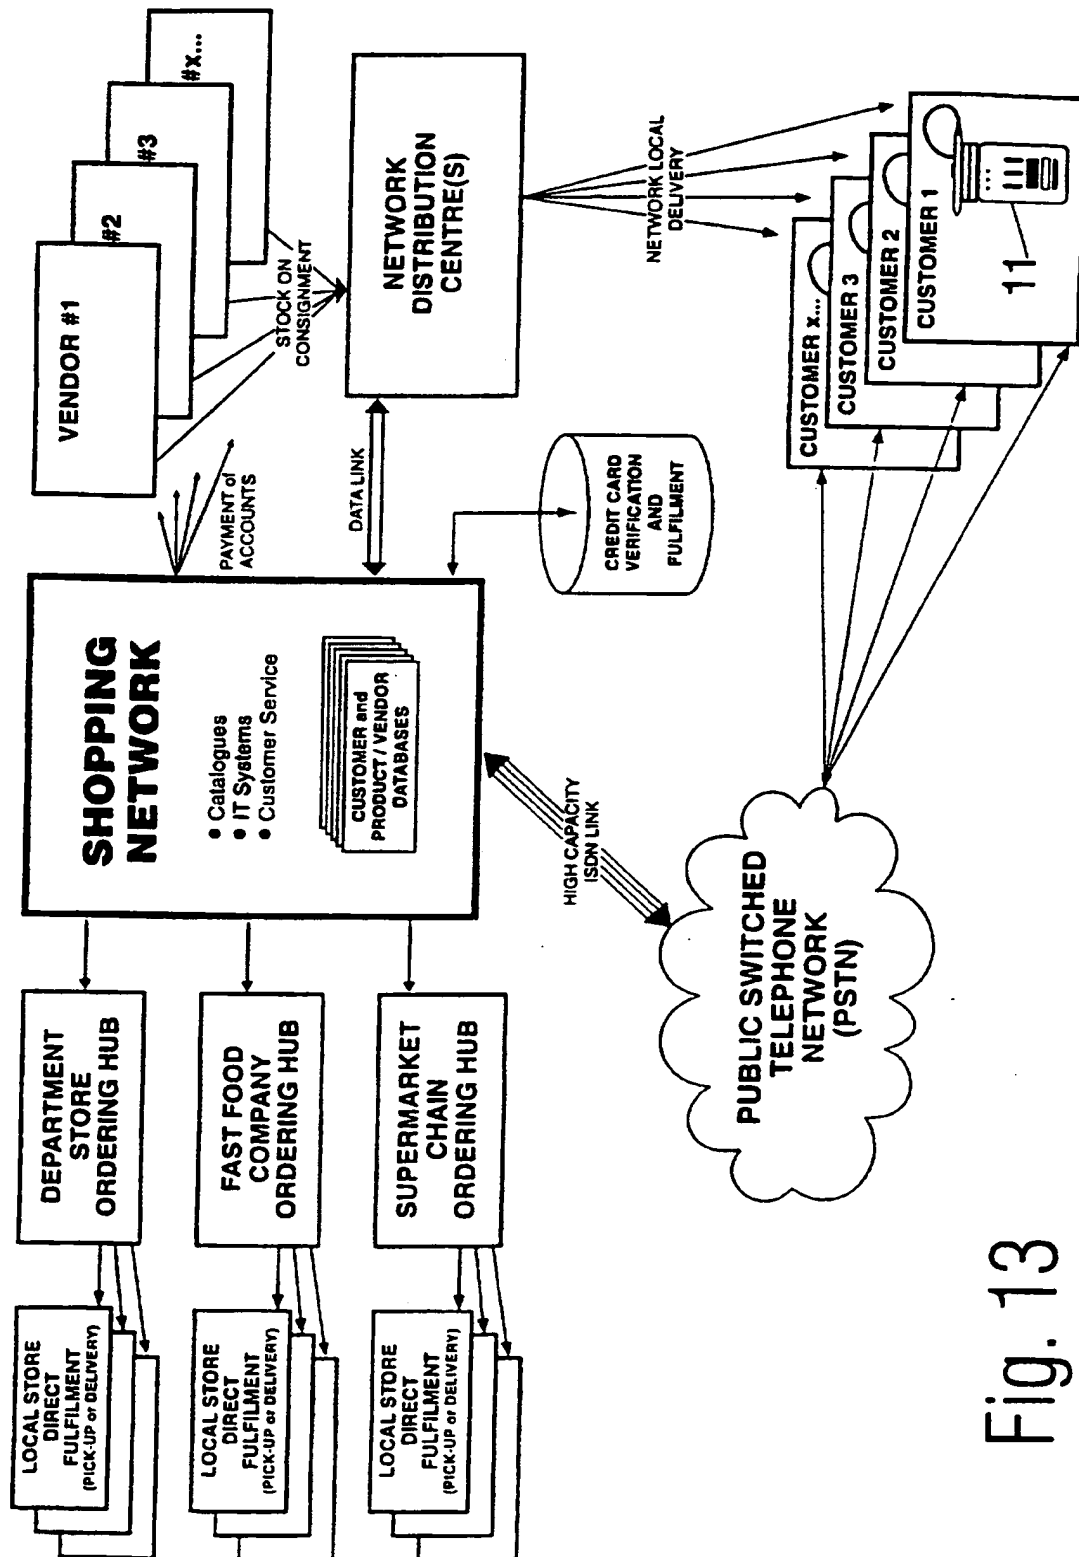 LOCAL STORE
DIRECT
FULFILMENT
(PICK-UP or DELIVERY)
DEPARTMENT
STORE
ORDERING HUB
SHOPPING
NETWORK
• Catalogues
• IT Systems
• Customer Service
CUSTOMER and
PRODUCT / VENDOR
DATABASES
PAYMENT of
ACCOUNTS
VENDOR #1
#2
#3
#x...
STOCK ON
CONSIGNMENT
LOCAL STORE
DIRECT
FULFILMENT
(PICK-UP or DELIVERY)
FAST FOOD
COMPANY
ORDERING HUB
DATA LINK
NETWORK
DISTRIBUTION
CENTRE(S)
LOCAL STORE
DIRECT
FULFILMENT
(PICK-UP or DELIVERY)
SUPERMARKET
CHAIN
ORDERING HUB
HIGH CAPACITY
ISDN LINK
CREDIT CARD
VERIFICATION
AND
FULFILMENT
NETWORK LOCAL
DELIVERY
PUBLIC SWITCHED
TELEPHONE
NETWORK
(PSTN)
CUSTOMER x...
CUSTOMER 3
CUSTOMER 2
CUSTOMER 1
11
Fig. 13